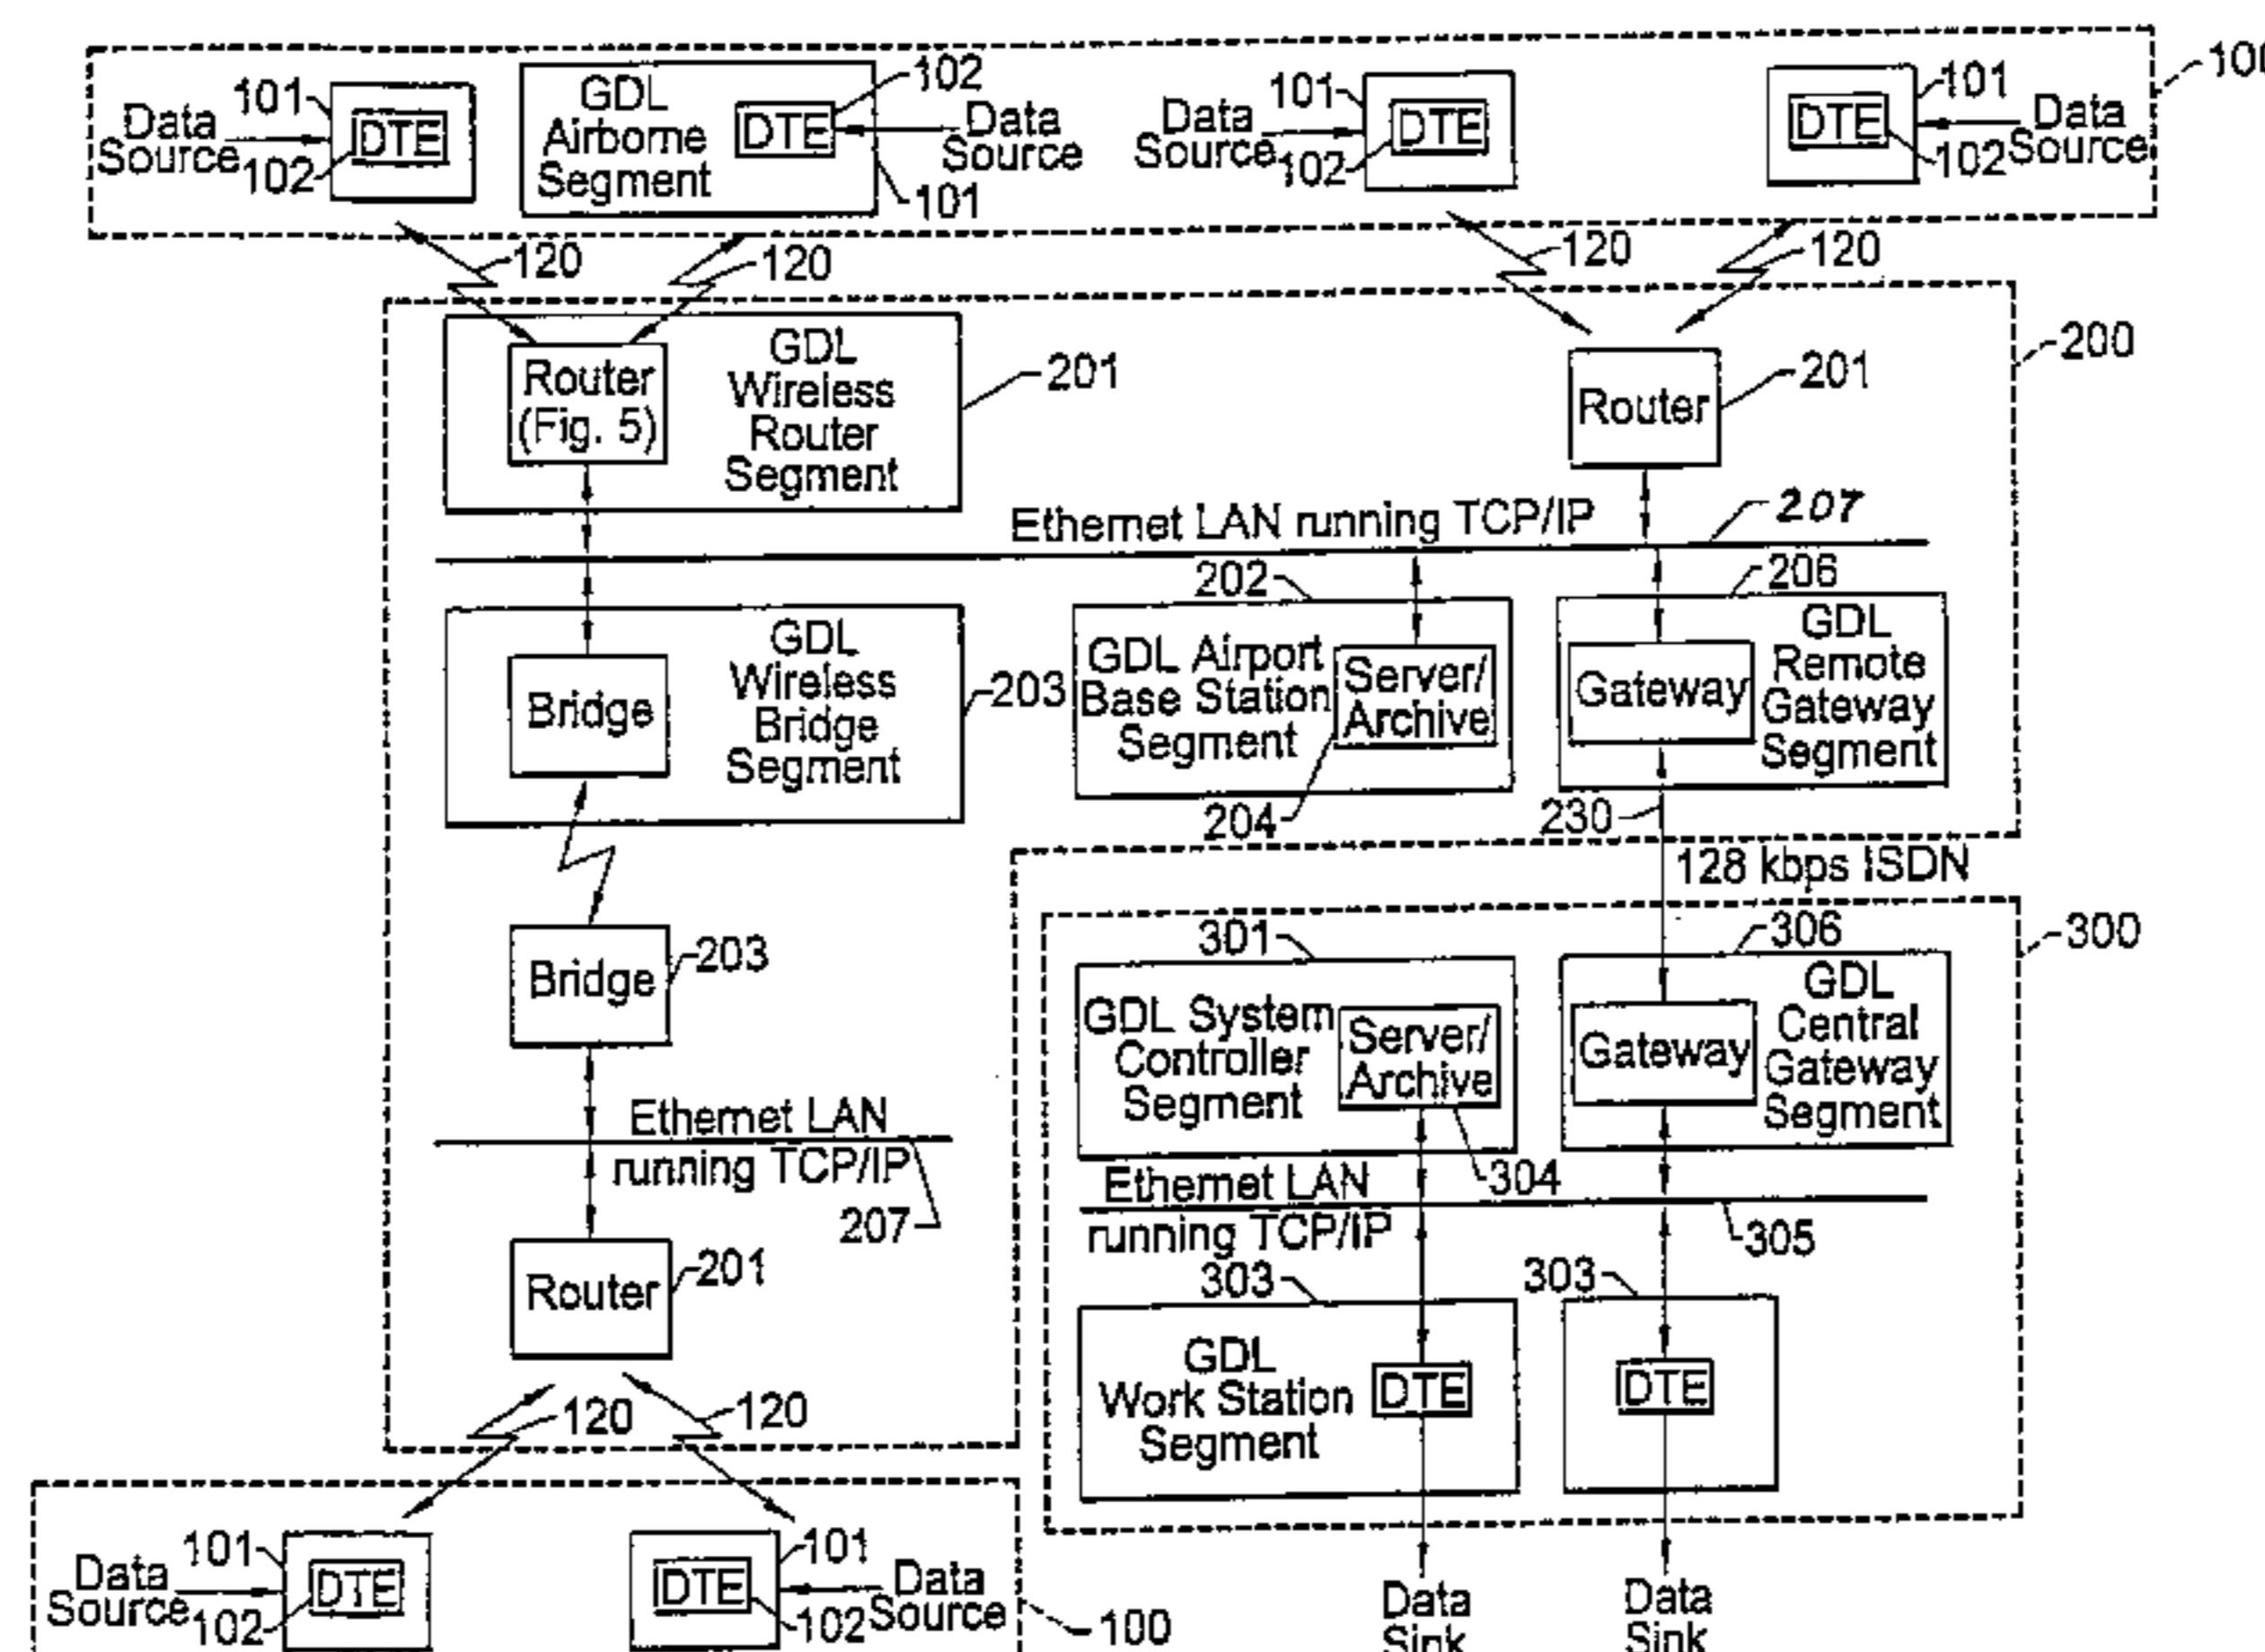 100
101
Data
Source
102
DTE
GDL
Airborne
Segment
DTE
102
Data
Source
101
Data
Source
101
102
DTE
DTE
101
102
Data
Source
120
120
120
120
200
Router
(Fig. 5)
GDL
Wireless
Router
Segment
201
Router
201
Ethernet LAN running TCP/IP
207
Bridge
GDL
Wireless
Bridge
Segment
203
202
GDL Airport
Base Station
Segment
Server/
Archive
204
206
Gateway
GDL
Remote
Gateway
Segment
230
128 kbps ISDN
Bridge
203
Ethernet LAN
running TCP/IP
207
Router
201
120
120
300
301
GDL System
Controller
Segment
Server/
Archive
304
306
Gateway
GDL
Central
Gateway
Segment
Ethernet LAN
running TCP/IP
305
303
GDL
Work Station
Segment
DTE
303
DTE
Data
Sink
Data
Sink
Data
Source
101
102
DTE
DTE
101
102
Data
Source
100